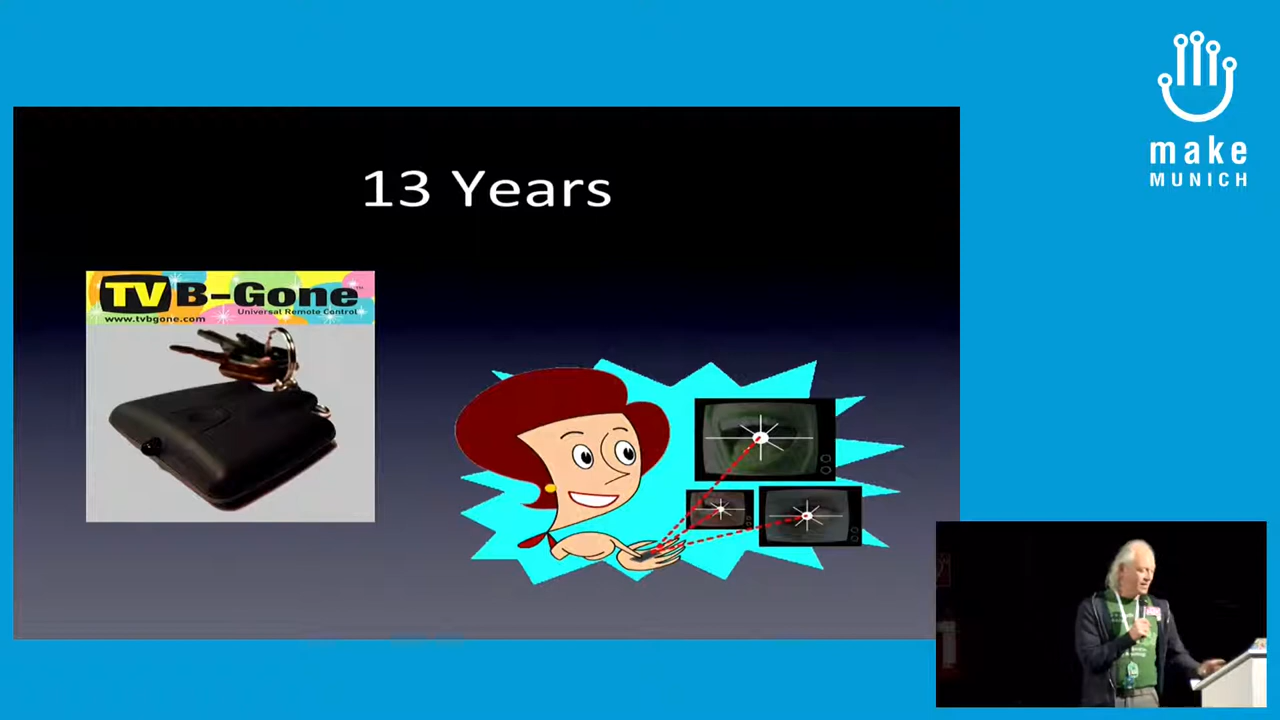 13 Years
TV B-Gone
Universal Remote Control
www.tvbgone.com
make
MUNICH